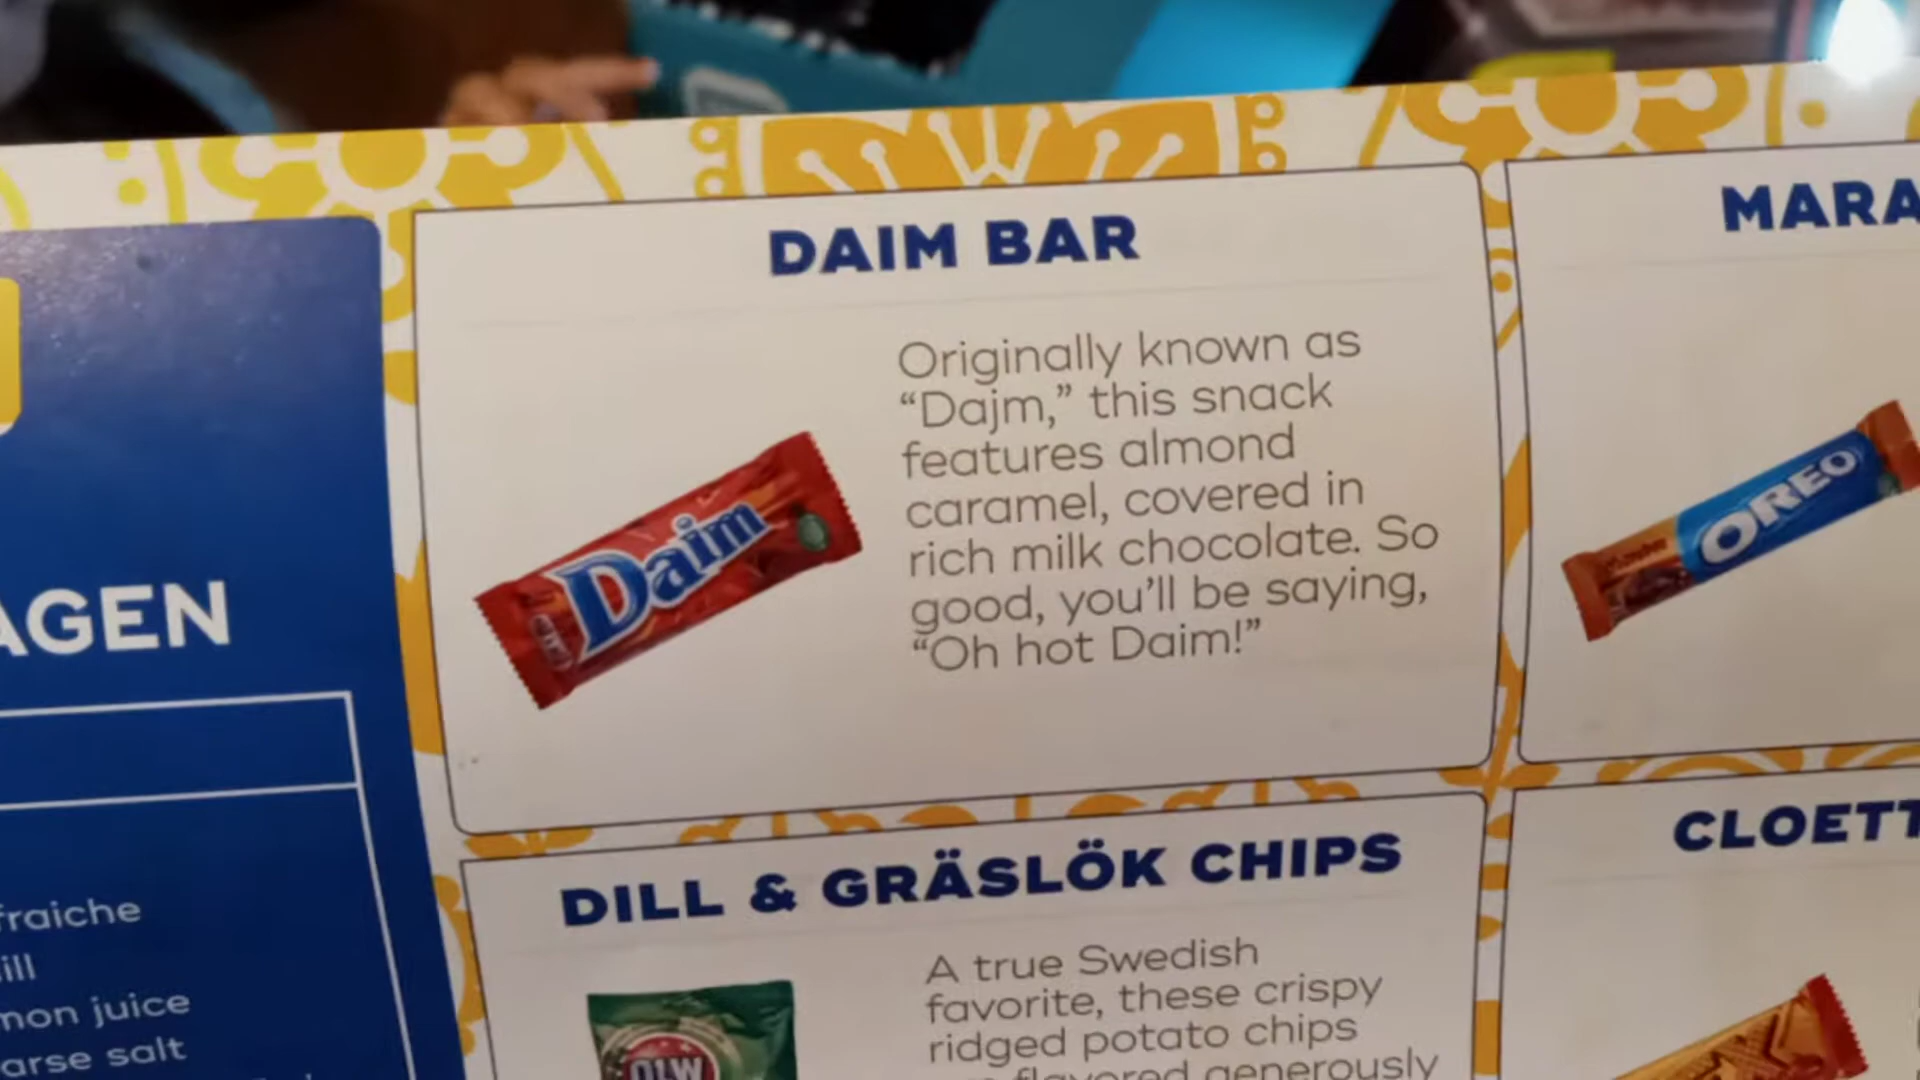 DAIM BAR
Originally known as
“Dajm,” this snack
features almond
caramel, covered in
rich milk chocolate. So
good, you’ll be saying,
“Oh hot Daim!”
Daim
MARA
OREO
AGEN
fraiche
ill
mon juice
arse salt
DILL & GRÄSLÖK CHIPS
A true Swedish
favorite, these crispy
ridged potato chips
flavored generously
OLW
CLOETT